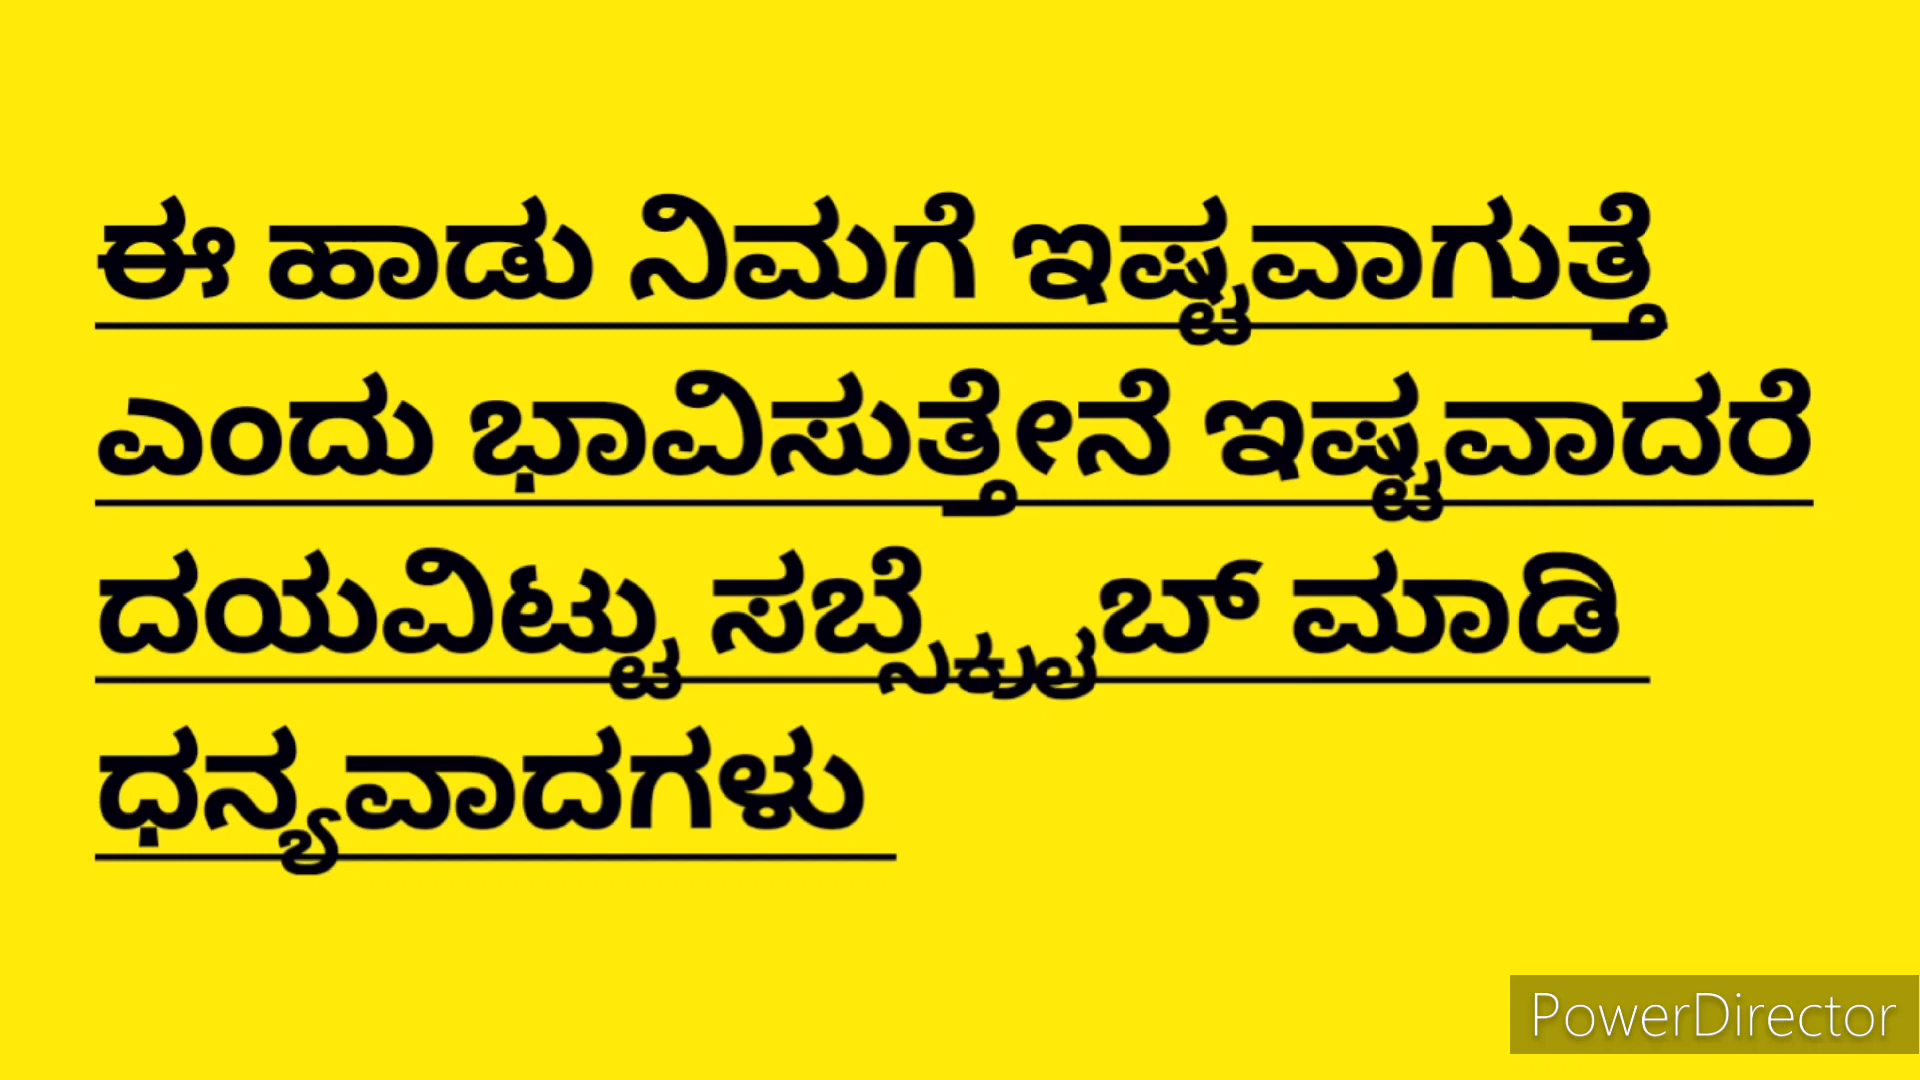 ಈ ಹಾಡು ನಿಮಗೆ ಇಷ್ಟವಾಗುತ್ತೆ
ಎಂದು ಭಾವಿಸುತ್ತೇನೆ ಇಷ್ಟವಾದರೆ
ದಯವಿಟ್ಟು ಸಬ್ಸ್ಕ್ರೈಬ್ ಮಾಡಿ
ಧನ್ಯವಾದಗಳು
PowerDirector